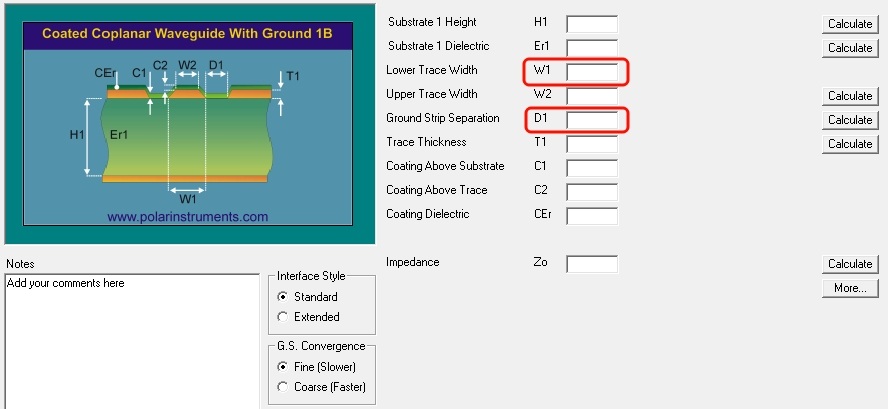 Coated Coplanar Waveguide With Ground 1B
CEr C1 C2 W2 D1 T1
H1 Er1
W1
www.polarinstruments.com
Substrate 1 Height H1 Calculate
Substrate 1 Dielectric Er1 Calculate
Lower Trace Width W1
Upper Trace Width W2 Calculate
Ground Strip Separation D1 Calculate
Trace Thickness T1 Calculate
Coating Above Substrate C1
Coating Above Trace C2
Coating Dielectric CEr
Impedance Zo Calculate
More...
Notes
Add your comments here
Interface Style
Standard
Extended
G.S. Convergence
Fine (Slower)
Coarse (Faster)